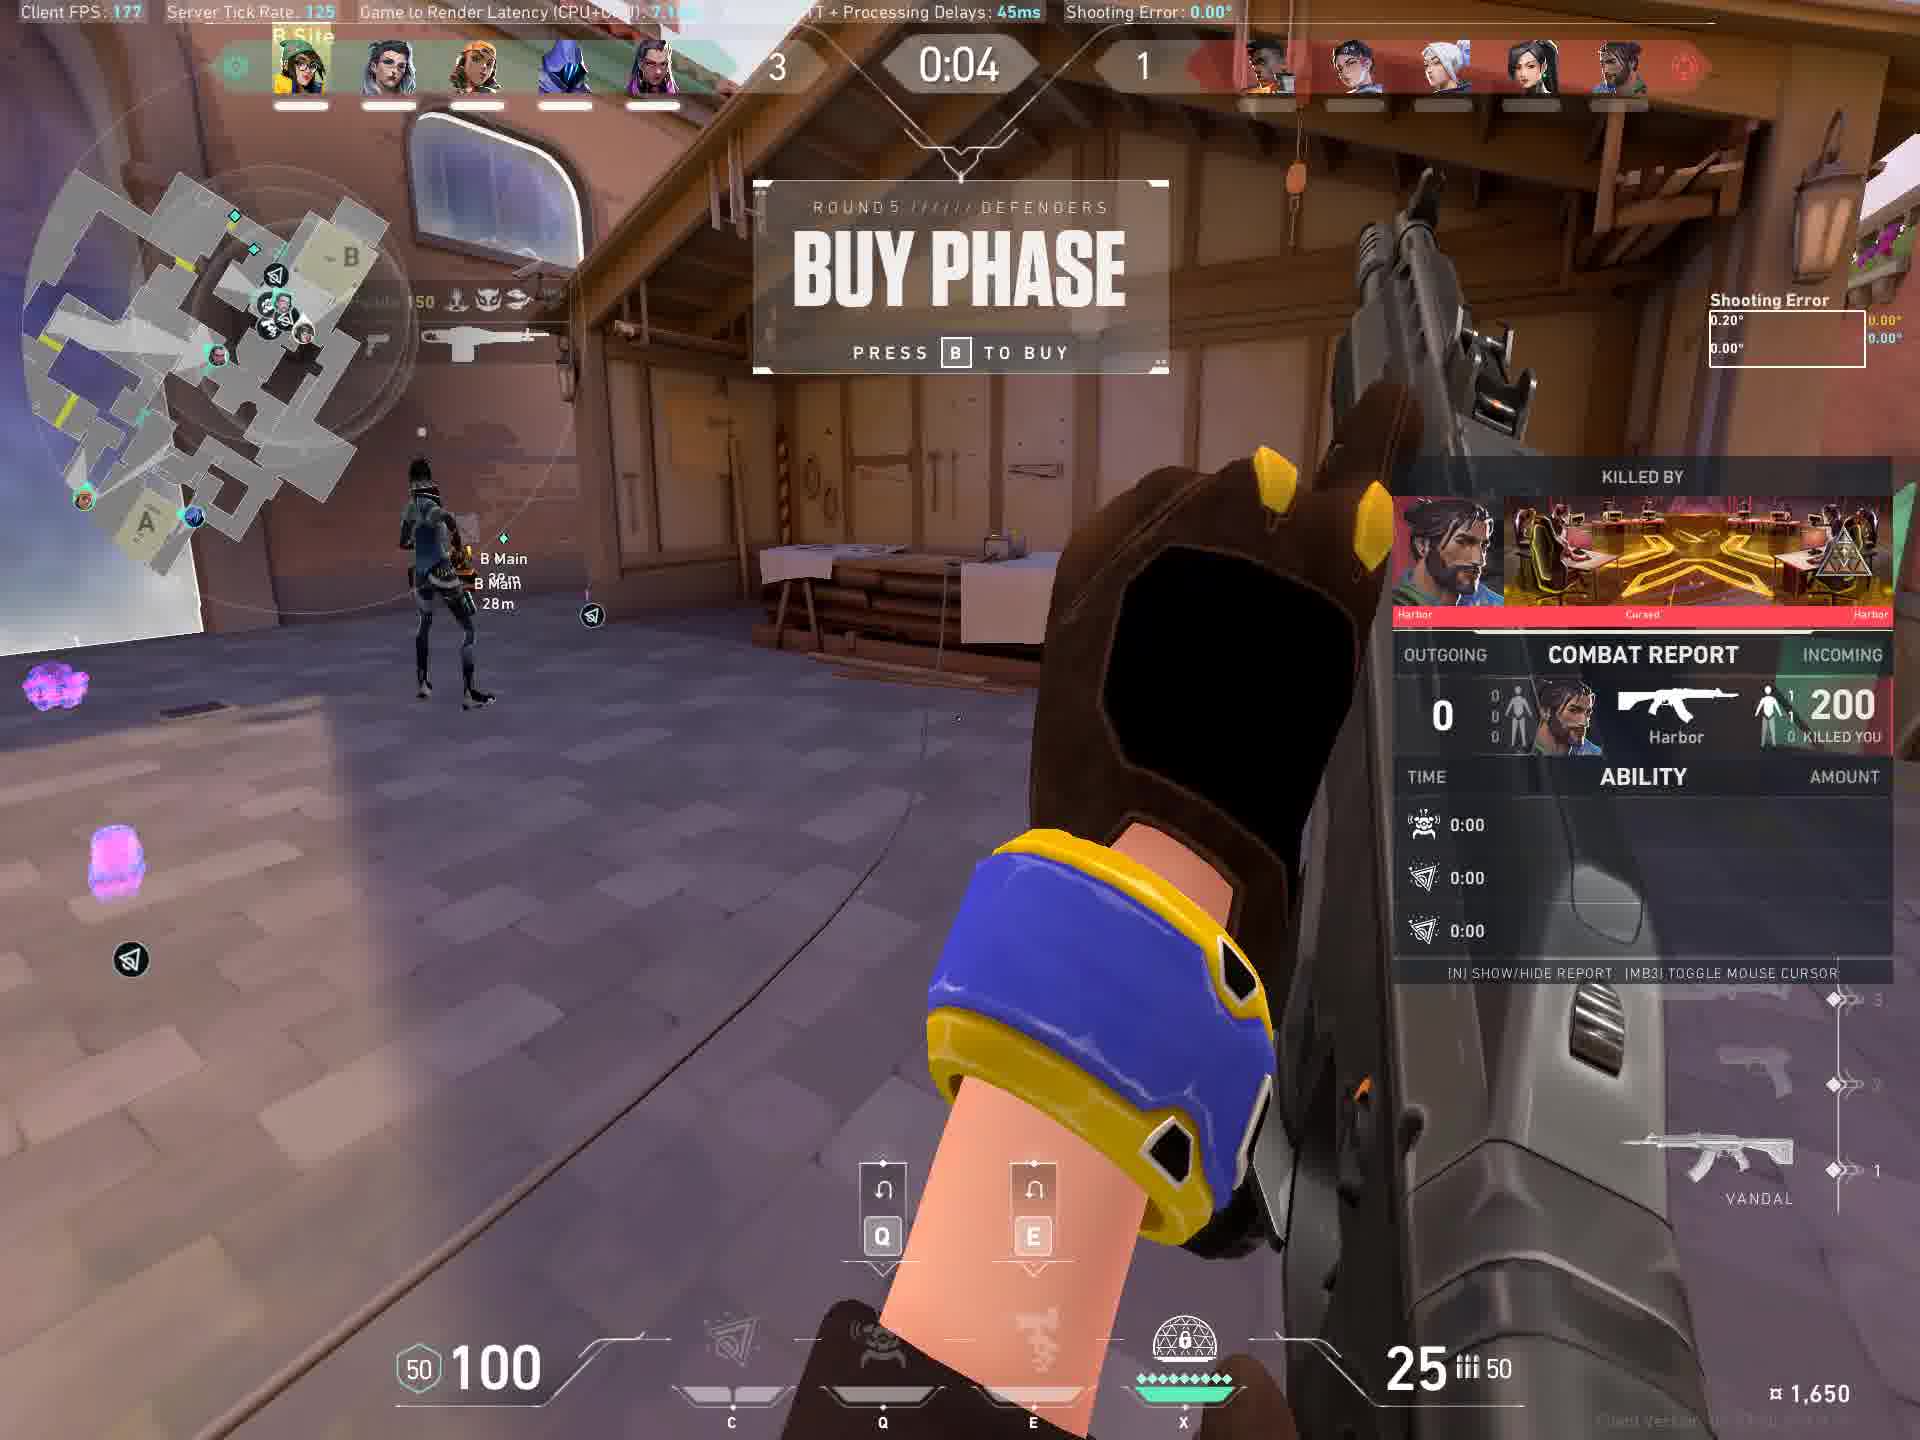 Client FPS: 177 Server Tick Rate: 125 Game to Render Latency
TT + Processing Delays: 45ms Shooting Error: 0.00°
B Site
3 0:04 1
ROUND 5 ////// DEFENDERS
BUY PHASE
PRESS B TO BUY
B
A
150
Shooting Error
0.20° 0.00°
0.00°
0.00°
B Main
B Main
28m
KILLED BY
Harbor Cursed Harbor
OUTGOING COMBAT REPORT INCOMING
0 0 0 0 Harbor 1 1 0 200 KILLED YOU
TIME ABILITY AMOUNT
0:00
0:00
0:00
[N] SHOW/HIDE REPORT [MB3] TOGGLE MOUSE CURSOR
3
2
1
VANDAL
Q E
50 100
25 50
C Q E X
¤ 1,650